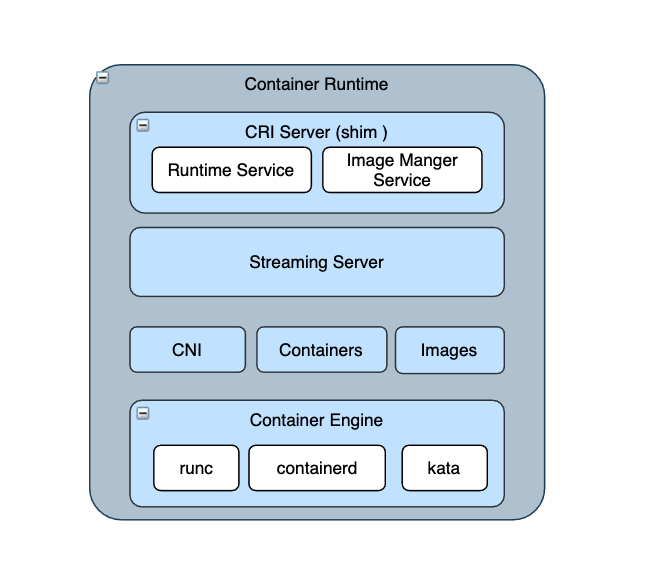 Container Runtime
CRI Server (shim )
Runtime Service
Image Manger
Service
Streaming Server
CNI
Containers
Images
Container Engine
runc
containerd
kata